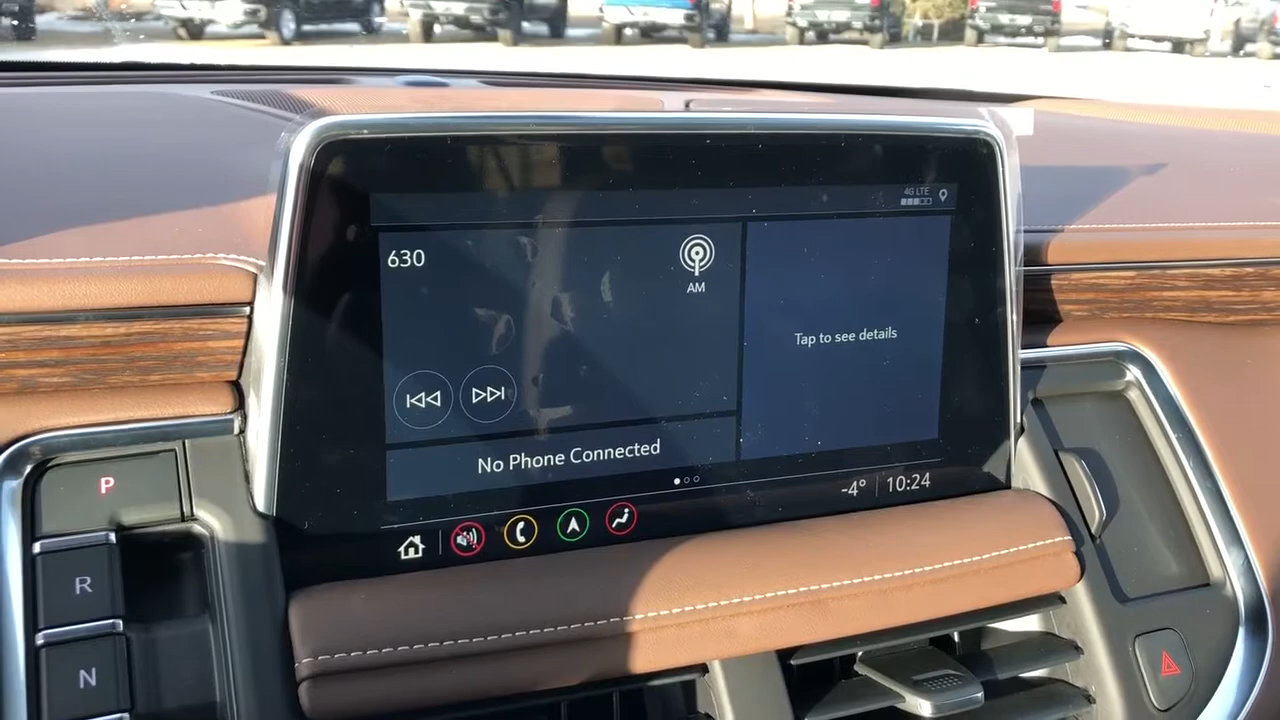 4G LTE
630
AM
Tap to see details
No Phone Connected
-4° 10:24
P
R
N